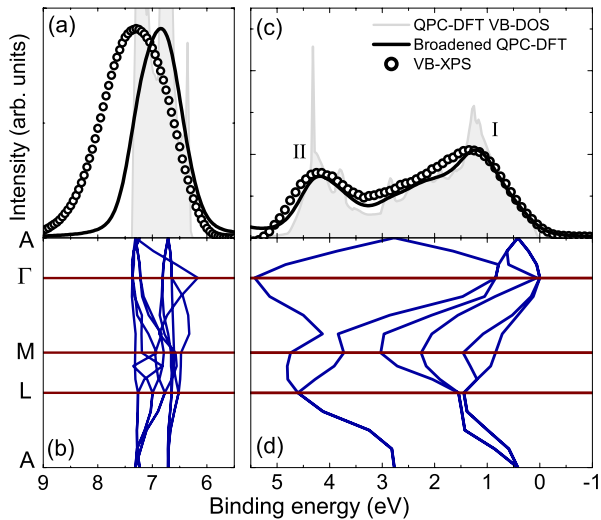 (a)
(c)
QPC-DFT VB-DOS
Broadened QPC-DFT
VB-XPS
I
II
Intensity (arb. units)
A
Γ
M
L
A
(b)
(d)
9 8 7 6
5 4 3 2 1 0 -1
Binding energy (eV)